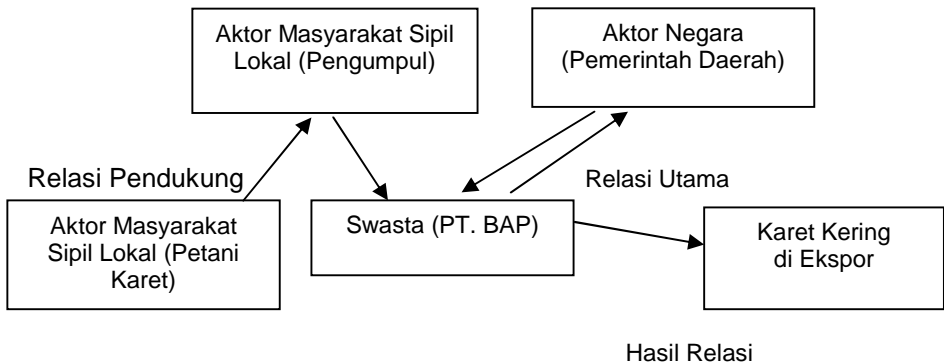 Aktor Masyarakat Sipil
Lokal (Pengumpul)
Aktor Negara
(Pemerintah Daerah)
Relasi Pendukung
Relasi Utama
Aktor Masyarakat
Sipil Lokal (Petani
Karet)
Swasta (PT. BAP)
Karet Kering
di Ekspor
Hasil Relasi